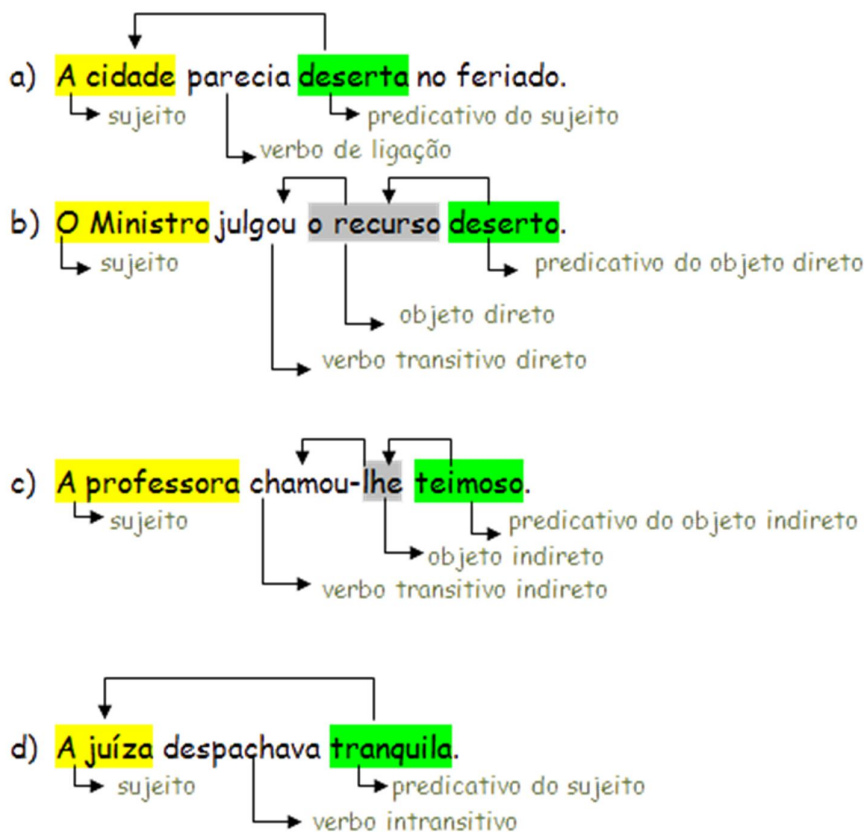 a) A cidade parecia deserta no feriado.
sujeito predicativo do sujeito
verbo de ligação
b) O Ministro julgou o recurso deserto.
sujeito predicativo do objeto direto
objeto direto
verbo transitivo direto
c) A professora chamou-lhe teimoso.
sujeito predicativo do objeto indireto
objeto indireto
verbo transitivo indireto
d) A juíza despachava tranquila.
sujeito predicativo do sujeito
verbo intransitivo